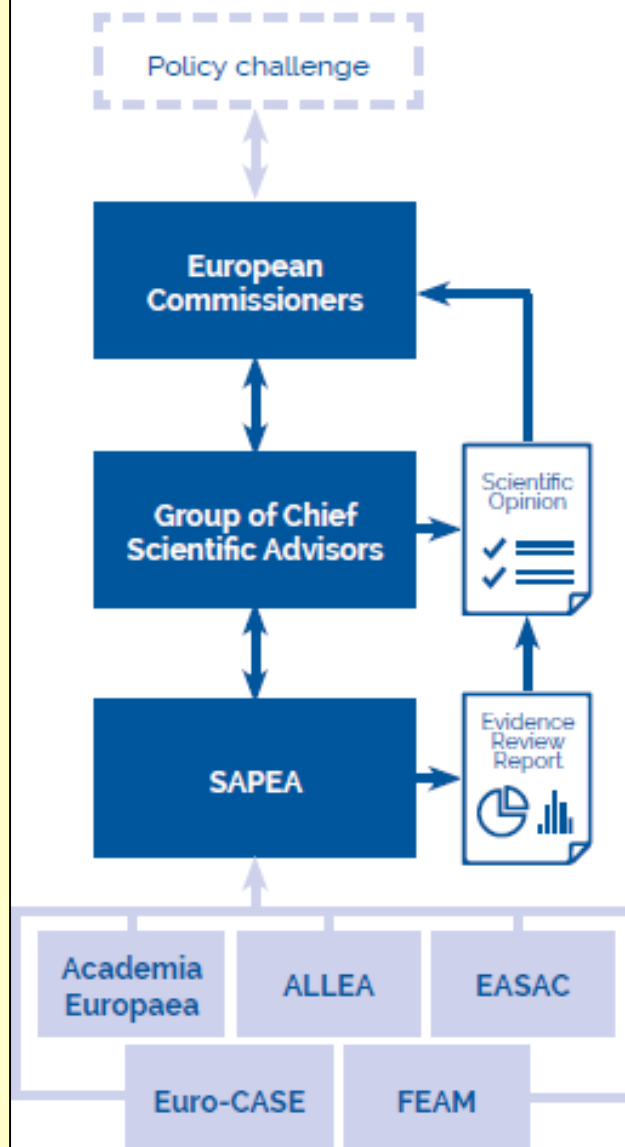 Policy challenge
European
Commissioners
Group of Chief
Scientific Advisors
Scientific
Opinion
SAPEA
Evidence
Review
Report
Academia
Europaea
ALLEA
EASAC
Euro-CASE
FEAM